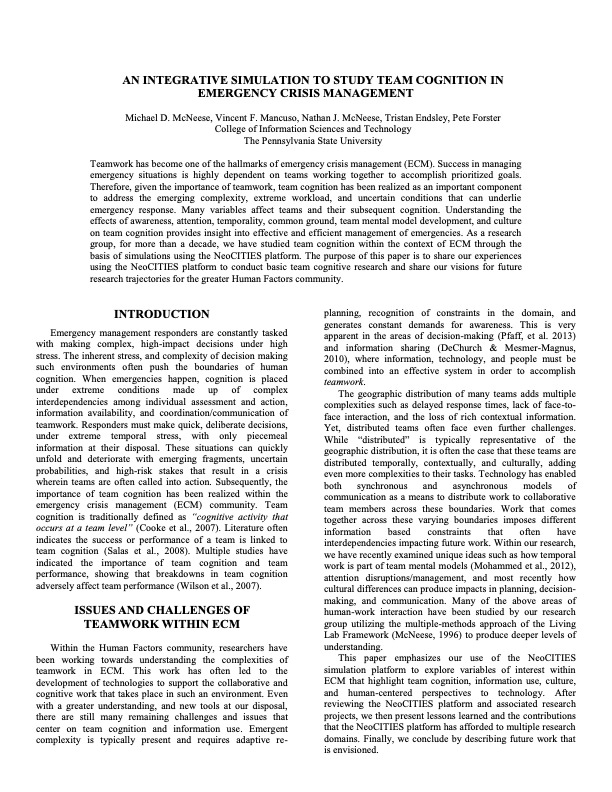 AN INTEGRATIVE SIMULATION TO STUDY TEAM COGNITION IN
EMERGENCY CRISIS MANAGEMENT
Michael D. McNeese, Vincent F. Mancuso, Nathan J. McNeese, Tristan Endsley, Pete Forster
College of Information Sciences and Technology
The Pennsylvania State University
Teamwork has become one of the hallmarks of emergency crisis management (ECM). Success in managing
emergency situations is highly dependent on teams working together to accomplish prioritized goals.
Therefore, given the importance of teamwork, team cognition has been realized as an important component
to address the emerging complexity, extreme workload, and uncertain conditions that can underlie
emergency response. Many variables affect teams and their subsequent cognition. Understanding the
effects of awareness, attention, temporality, common ground, team mental model development, and culture
on team cognition provides insight into effective and efficient management of emergencies. As a research
group, for more than a decade, we have studied team cognition within the context of ECM through the
basis of simulations using the NeoCITIES platform. The purpose of this paper is to share our experiences
using the NeoCITIES platform to conduct basic team cognitive research and share our visions for future
research trajectories for the greater Human Factors community.
INTRODUCTION
Emergency management responders are constantly tasked
with making complex, high-impact decisions under high
stress. The inherent stress, and complexity of decision making
such environments often push the boundaries of human
cognition. When emergencies happen, cognition is placed
under extreme conditions made up of complex
interdependencies among individual assessment and action,
information availability, and coordination/communication of
teamwork. Responders must make quick, deliberate decisions,
under extreme temporal stress, with only piecemeal
information at their disposal. These situations can quickly
unfold and deteriorate with emerging fragments, uncertain
probabilities, and high-risk stakes that result in a crisis
wherein teams are often called into action. Subsequently, the
importance of team cognition has been realized within the
emergency crisis management (ECM) community. Team
cognition is traditionally defined as “cognitive activity that
occurs at a team level” (Cooke et al., 2007). Literature often
indicates the success or performance of a team is linked to
team cognition (Salas et al., 2008). Multiple studies have
indicated the importance of team cognition and team
performance, showing that breakdowns in team cognition
adversely affect team performance (Wilson et al., 2007).
ISSUES AND CHALLENGES OF
TEAMWORK WITHIN ECM
Within the Human Factors community, researchers have
been working towards understanding the complexities of
teamwork in ECM. This work has often led to the
development of technologies to support the collaborative and
cognitive work that takes place in such an environment. Even
with a greater understanding, and new tools at our disposal,
there are still many remaining challenges and issues that
center on team cognition and information use. Emergent
complexity is typically present and requires adaptive re-
planning, recognition of constraints in the domain, and
generates constant demands for awareness. This is very
apparent in the areas of decision-making (Pfaff, et al. 2013)
and information sharing (DeChurch & Mesmer-Magnus,
2010), where information, technology, and people must be
combined into an effective system in order to accomplish
teamwork.
The geographic distribution of many teams adds multiple
complexities such as delayed response times, lack of face-to-
face interaction, and the loss of rich contextual information.
Yet, distributed teams often face even further challenges.
While “distributed” is typically representative of the
geographic distribution, it is often the case that these teams are
distributed temporally, contextually, and culturally, adding
even more complexities to their tasks. Technology has enabled
both synchronous and asynchronous models of
communication as a means to distribute work to collaborative
team members across these boundaries. Work that comes
together across these varying boundaries imposes different
information based constraints that often have
interdependencies impacting future work. Within our research,
we have recently examined unique ideas such as how temporal
work is part of team mental models (Mohammed et al., 2012),
attention disruptions/management, and most recently how
cultural differences can produce impacts in planning, decision-
making, and communication. Many of the above areas of
human-work interaction have been studied by our research
group utilizing the multiple-methods approach of the Living
Lab Framework (McNeese, 1996) to produce deeper levels of
understanding.
This paper emphasizes our use of the NeoCITIES
simulation platform to explore variables of interest within
ECM that highlight team cognition, information use, culture,
and human-centered perspectives to technology. After
reviewing the NeoCITIES platform and associated research
projects, we then present lessons learned and the contributions
that the NeoCITIES platform has afforded to multiple research
domains. Finally, we conclude by describing future work that
is envisioned.